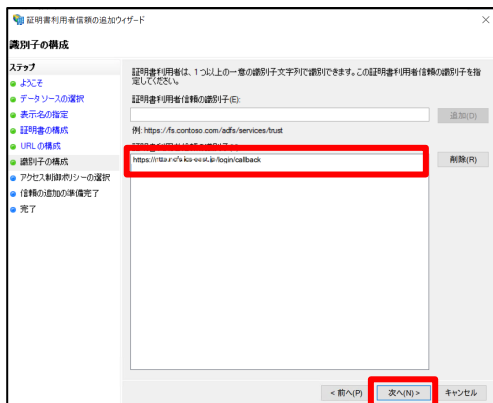 証明書利用者信頼の追加ウィザード
識別子の構成
ステップ
ようこそ
データ ソースの選択
表示名の指定
証明書の構成
URL の構成
識別子の構成
アクセス制御ポリシーの選択
信頼の追加の準備完了
完了
証明書利用者は、1 つ以上の一意の識別子文字列で識別できます。この証明書利用者信頼の識別子を指定してください。
証明書利用者信頼の識別子(E):
追加(D)
例: https://fs.contoso.com/adfs/services/trust
/login/callback
削除(R)
< 前へ(P)
次へ(N) >
キャンセル